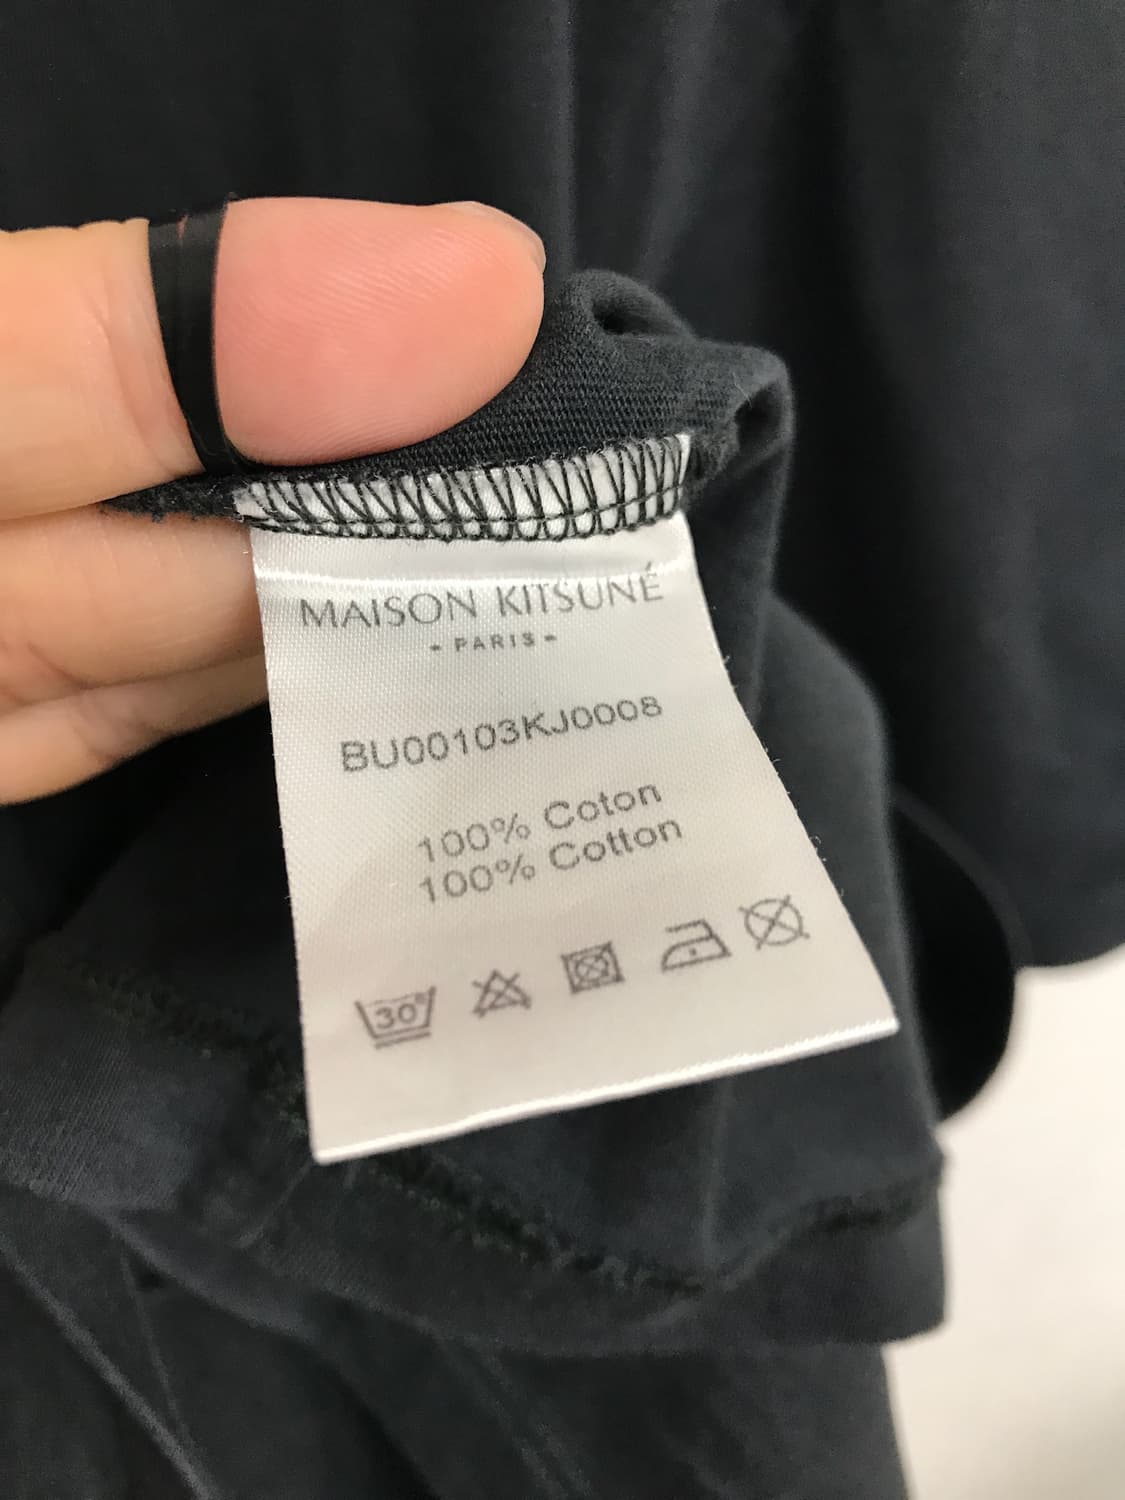 MAISON KITSUNÉ
- PARIS -
BU00103KJ0008
100% Coton
100% Cotton
30°